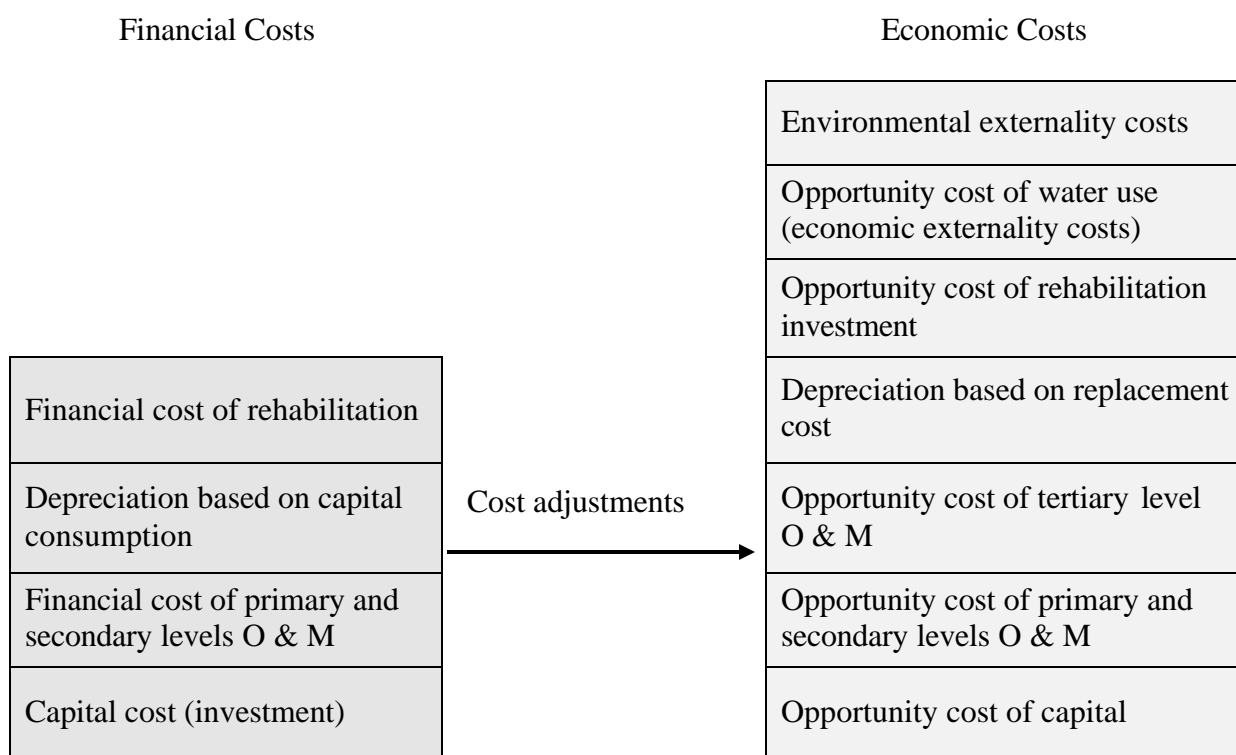 Financial Costs
Economic Costs
Environmental externality costs
Opportunity cost of water use
(economic externality costs)
Opportunity cost of rehabilitation
investment
Financial cost of rehabilitation
Depreciation based on replacement
cost
Depreciation based on capital
consumption
Cost adjustments
Opportunity cost of tertiary level
O & M
Financial cost of primary and
secondary levels O & M
Opportunity cost of primary and
secondary levels O & M
Capital cost (investment)
Opportunity cost of capital